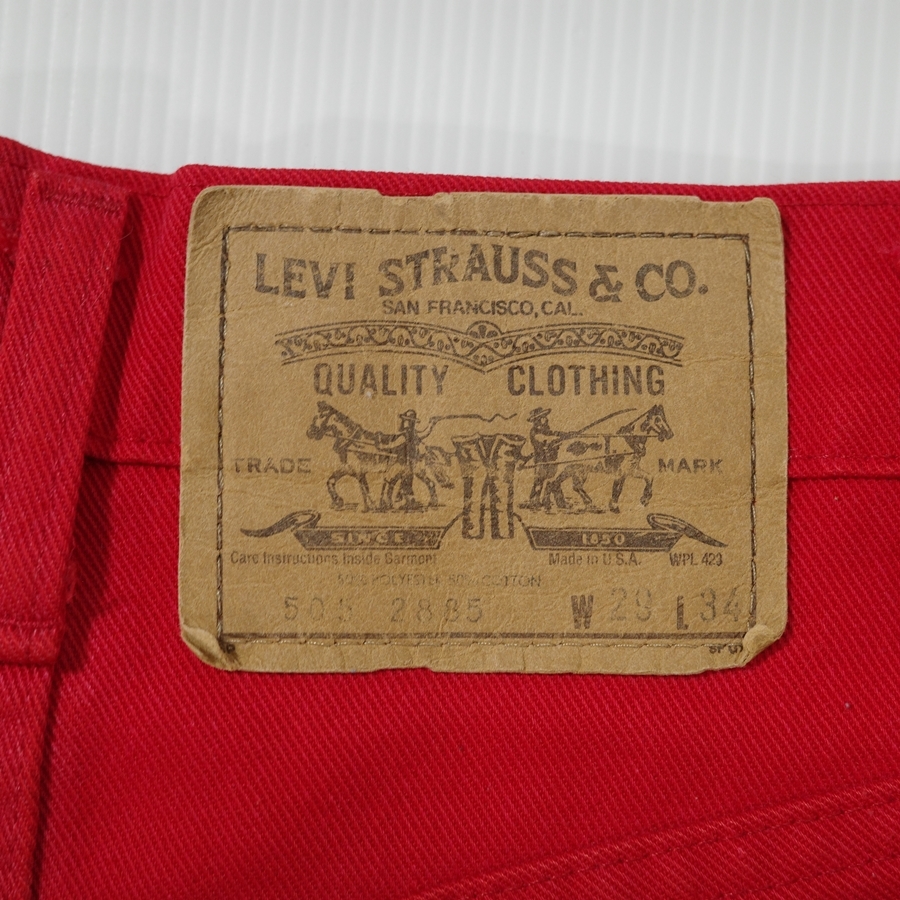 LEVI STRAUSS & CO.
SAN FRANCISCO, CAL.
QUALITY CLOTHING
TRADE MARK
SINCE 1850
Care Instructions Inside Garment Made in U.S.A. WPL 423
50% POLYESTER 50% COTTON
505 2885 W 29 L 34